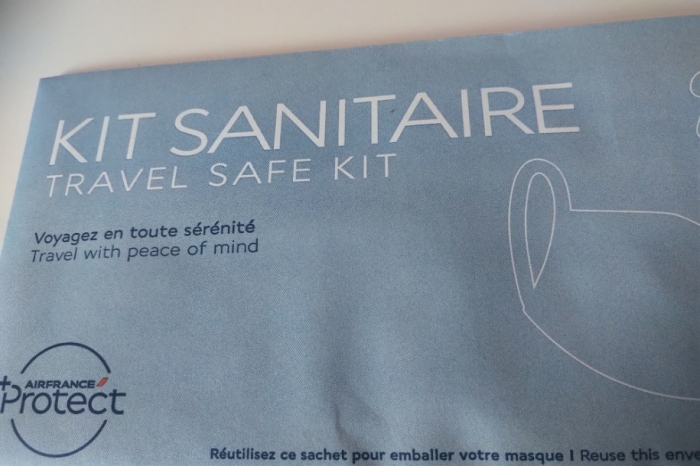 KIT SANITAIRE
TRAVEL SAFE KIT
Voyagez en toute sérénité
Travel with peace of mind
AIRFRANCE
+Protect
Réutilisez ce sachet pour emballer votre masque I Reuse this enve